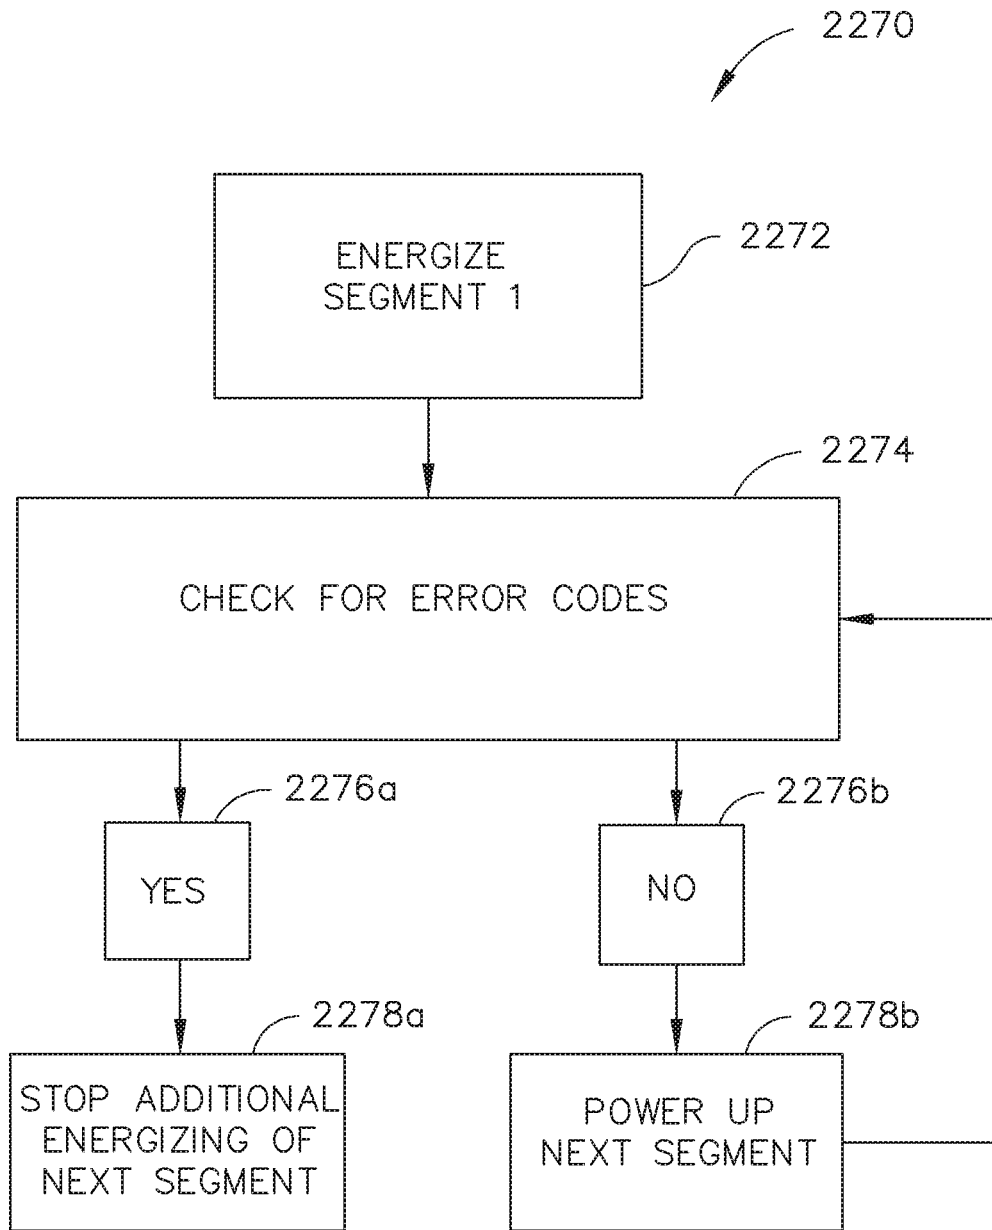 2270
ENERGIZE
SEGMENT 1
2272
2274
CHECK FOR ERROR CODES
2276a
2276b
YES
NO
2278a
2278b
STOP ADDITIONAL
ENERGIZING OF
NEXT SEGMENT
POWER UP
NEXT SEGMENT